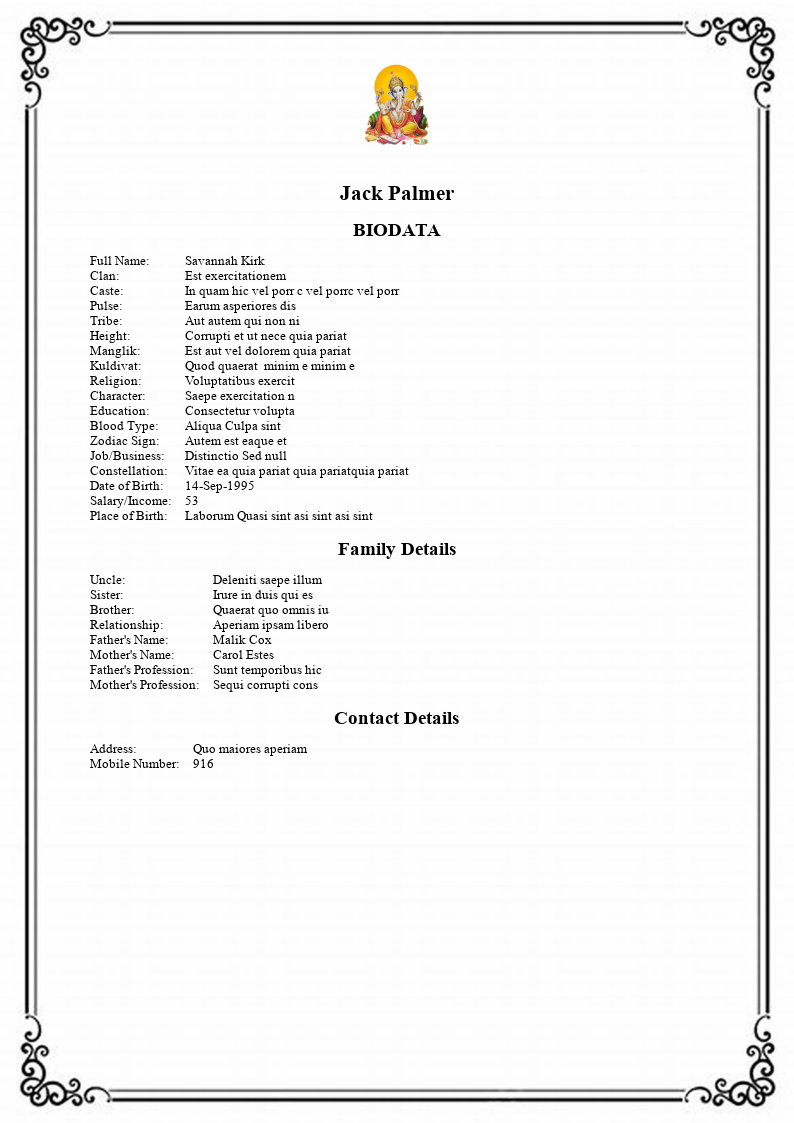 Jack Palmer
BIODATA
Full Name: Savannah Kirk
Clan: Est exercitationem
Caste: In quam hic vel porr c vel porrc vel porr
Pulse: Earum asperiores dis
Tribe: Aut autem qui non ni
Height: Corrupti et ut nece quia pariat
Manglik: Est aut vel dolorem quia pariat
Kuldivat: Quod quaerat  minim e minim e
Religion: Voluptatibus exercit
Character: Saepe exercitation n
Education: Consectetur volupta
Blood Type: Aliqua Culpa sint
Zodiac Sign: Autem est eaque et
Job/Business: Distinctio Sed null
Constellation: Vitae ea quia pariat quia pariatquia pariat
Date of Birth: 14-Sep-1995
Salary/Income: 53
Place of Birth: Laborum Quasi sint asi sint asi sint
Family Details
Uncle: Deleniti saepe illum
Sister: Irure in duis qui es
Brother: Quaerat quo omnis iu
Relationship: Aperiam ipsam libero
Father's Name: Malik Cox
Mother's Name: Carol Estes
Father's Profession: Sunt temporibus hic
Mother's Profession: Sequi corrupti cons
Contact Details
Address: Quo maiores aperiam
Mobile Number: 916